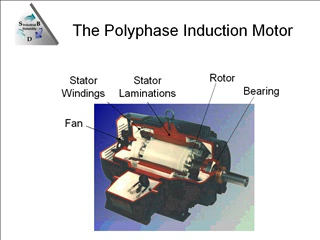 The Polyphase Induction Motor
Stator
Windings
Stator
Laminations
Rotor
Bearing
Fan
S
B
D